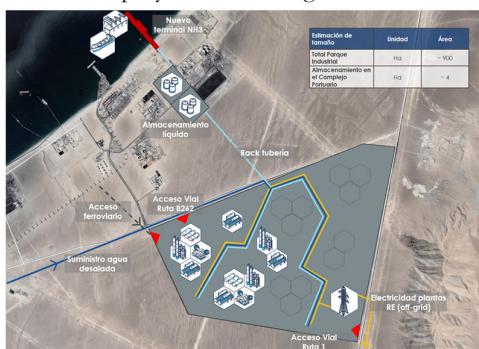 Nuevo
terminal NH3
Estimación de
tamaño
Unidad
Área
Total Parque
Industrial
Ha
~ 900
Almacenamiento en
el Complejo
Portuario
Ha
~ 4
Almacenamiento
líquido
Rack tubería
Acceso
ferroviario
Acceso Vial
Ruta B262
Suministro agua
desalada
Electricidad plantas
RE (off-grid)
Acceso Vial
Ruta 1